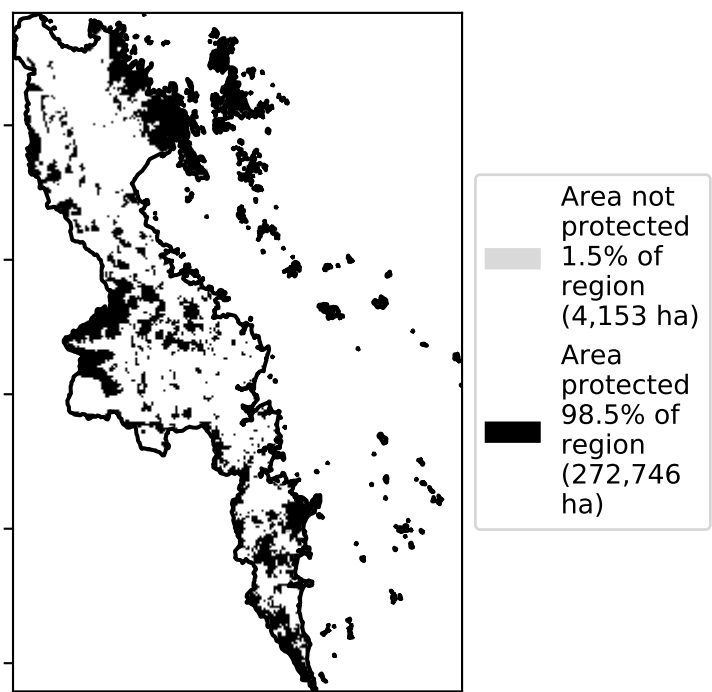 Area not
protected
1.5% of
region
(4,153 ha)
Area
protected
98.5% of
region
(272,746
ha)